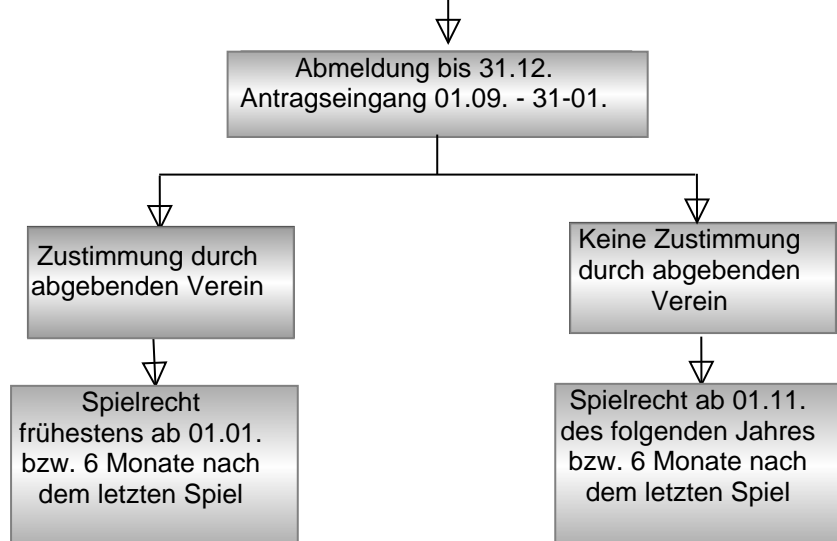 Abmeldung bis 31.12.
Antragseingang 01.09. - 31-01.
Zustimmung durch
abgebenden Verein
Keine Zustimmung
durch abgebenden
Verein
Spielrecht
frühestens ab 01.01.
bzw. 6 Monate nach
dem letzten Spiel
Spielrecht ab 01.11.
des folgenden Jahres
bzw. 6 Monate nach
dem letzten Spiel